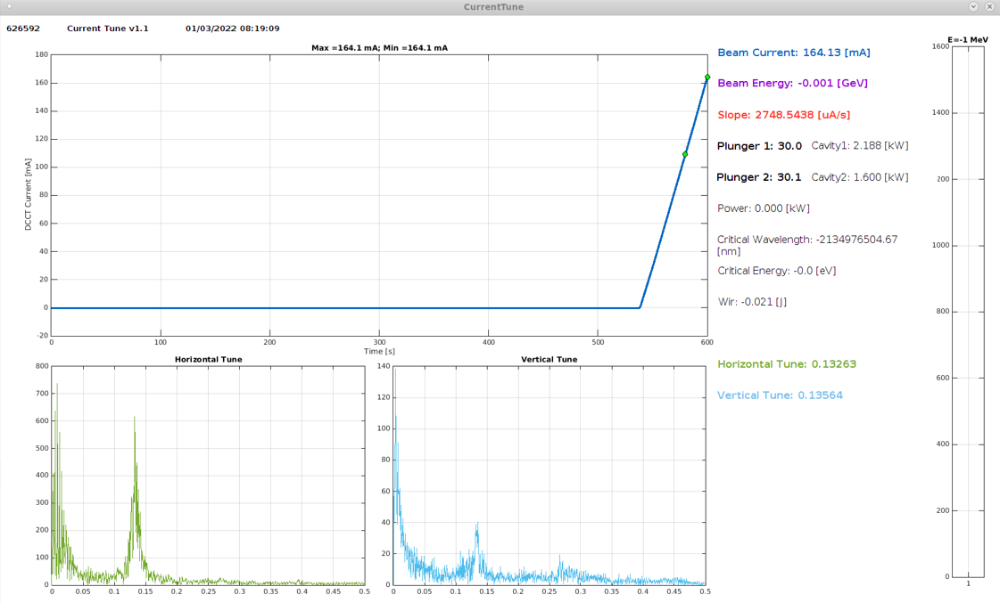 CurrentTune
626592 Current Tune v1.1 01/03/2022 08:19:09
Max =164.1 mA; Min =164.1 mA
180
160
140
120
100
80
60
40
20
0
-20
DCCT Current [mA]
0 100 200 300 400 500 600
Time [s]
Beam Current: 164.13 [mA]
Beam Energy: -0.001 [GeV]
Slope: 2748.5438 [uA/s]
Plunger 1: 30.0 Cavity1: 2.188 [kW]
Plunger 2: 30.1 Cavity2: 1.600 [kW]
Power: 0.000 [kW]
Critical Wavelength: -2134976504.67
[nm]
Critical Energy: -0.0 [eV]
Wir: -0.021 [J]
Horizontal Tune
800
700
600
500
400
300
200
100
0
0 0.05 0.1 0.15 0.2 0.25 0.3 0.35 0.4 0.45 0.5
Vertical Tune
140
120
100
80
60
40
20
0
0 0.05 0.1 0.15 0.2 0.25 0.3 0.35 0.4 0.45 0.5
Horizontal Tune: 0.13263
Vertical Tune: 0.13564
E=-1 MeV
1600
1400
200
1000
800
600
400
200
0
1